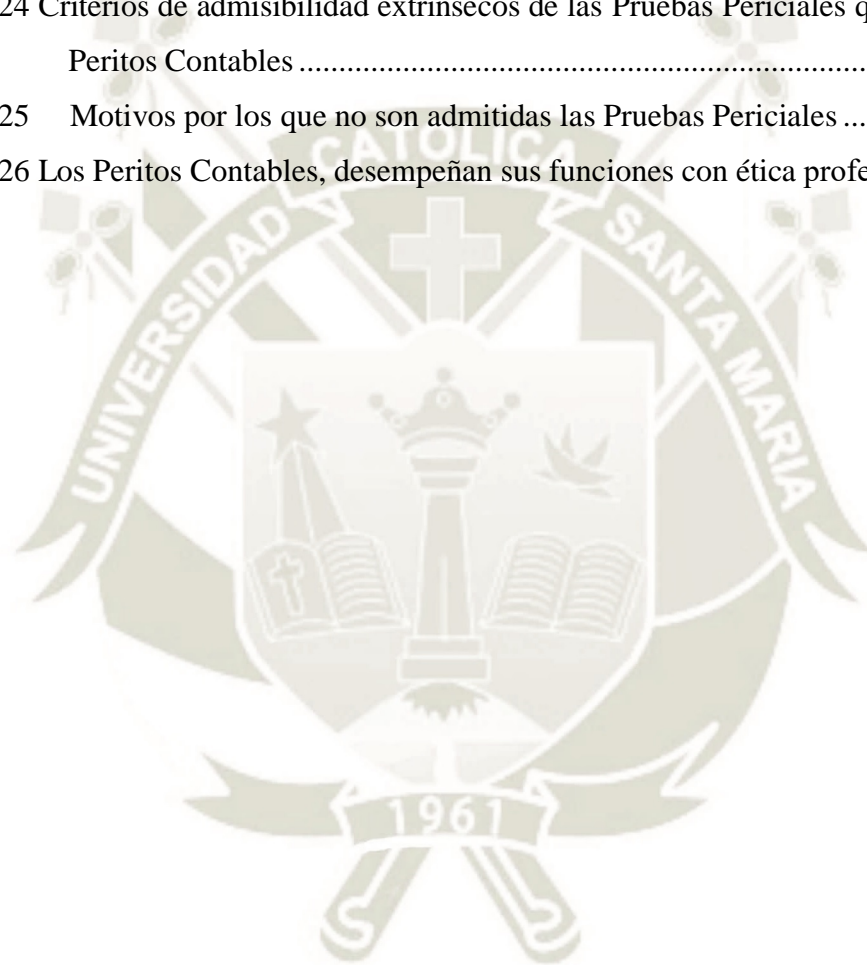 24 Criterios de admisibilidad extrínsecos de las Pruebas Periciales
Peritos Contables ........................................................................
25 Motivos por los que no son admitidas las Pruebas Periciales ...
26 Los Peritos Contables, desempeñan sus funciones con ética
CATOLICA
UNIVERSIDAD
SANTA MARIA
1961
S
S